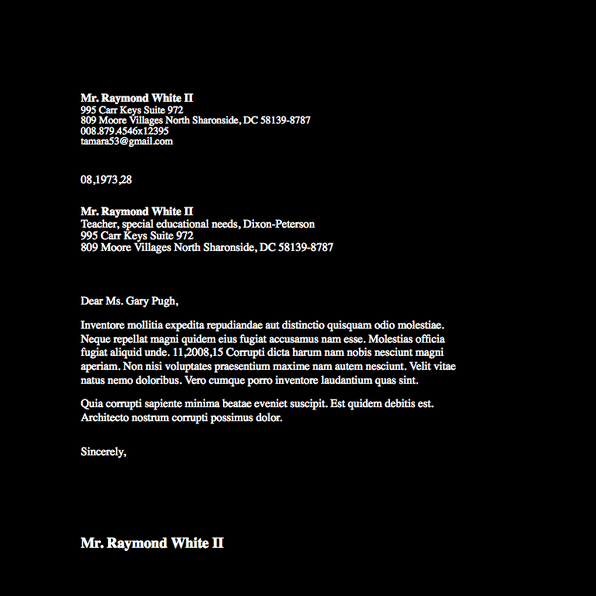 Mr. Raymond White II
995 Carr Keys Suite 972
809 Moore Villages North Sharonside, DC 58139-8787
008.879.4546x12395
tamara53@gmail.com
08,1973,28
Mr. Raymond White II
Teacher, special educational needs, Dixon-Peterson
995 Carr Keys Suite 972
809 Moore Villages North Sharonside, DC 58139-8787
Dear Ms. Gary Pugh,
Inventore mollitia expedita repudiandae aut distinctio quisquam odio molestiae.
Neque repellat magni quidem eius fugiat accusamus nam esse. Molestias officia
fugiat aliquid unde. 11,2008,15 Corrupti dicta harum nam nobis nesciunt magni
aperiam. Non nisi voluptates praesentium maxime nam autem nesciunt. Velit vitae
natus nemo doloribus. Vero cumque porro inventore laudantium quas sint.
Quia corrupti sapiente minima beatae eveniet suscipit. Est quidem debitis est.
Architecto nostrum corrupti possimus dolor.
Sincerely,
Mr. Raymond White II